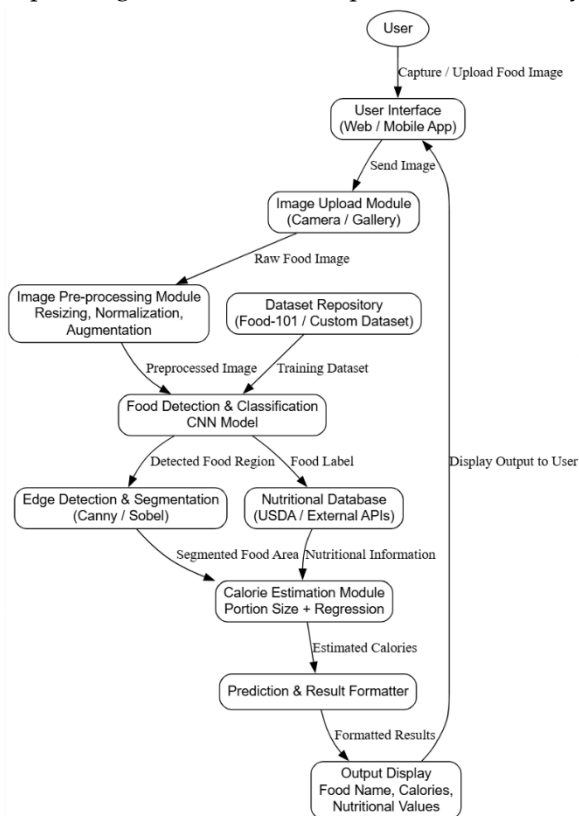 User
Capture / Upload Food Image
User Interface
(Web / Mobile App)
Send Image
Image Upload Module
(Camera / Gallery)
Raw Food Image
Image Pre-processing Module
Resizing, Normalization,
Augmentation
Dataset Repository
(Food-101 / Custom Dataset)
Preprocessed Image
Training Dataset
Food Detection & Classification
CNN Model
Detected Food Region
Food Label
Display Output to User
Edge Detection & Segmentation
(Canny / Sobel)
Nutritional Database
(USDA / External APIs)
Segmented Food Area
Nutritional Information
Calorie Estimation Module
Portion Size + Regression
Estimated Calories
Prediction & Result Formatter
Formatted Results
Output Display
Food Name, Calories,
Nutritional Values